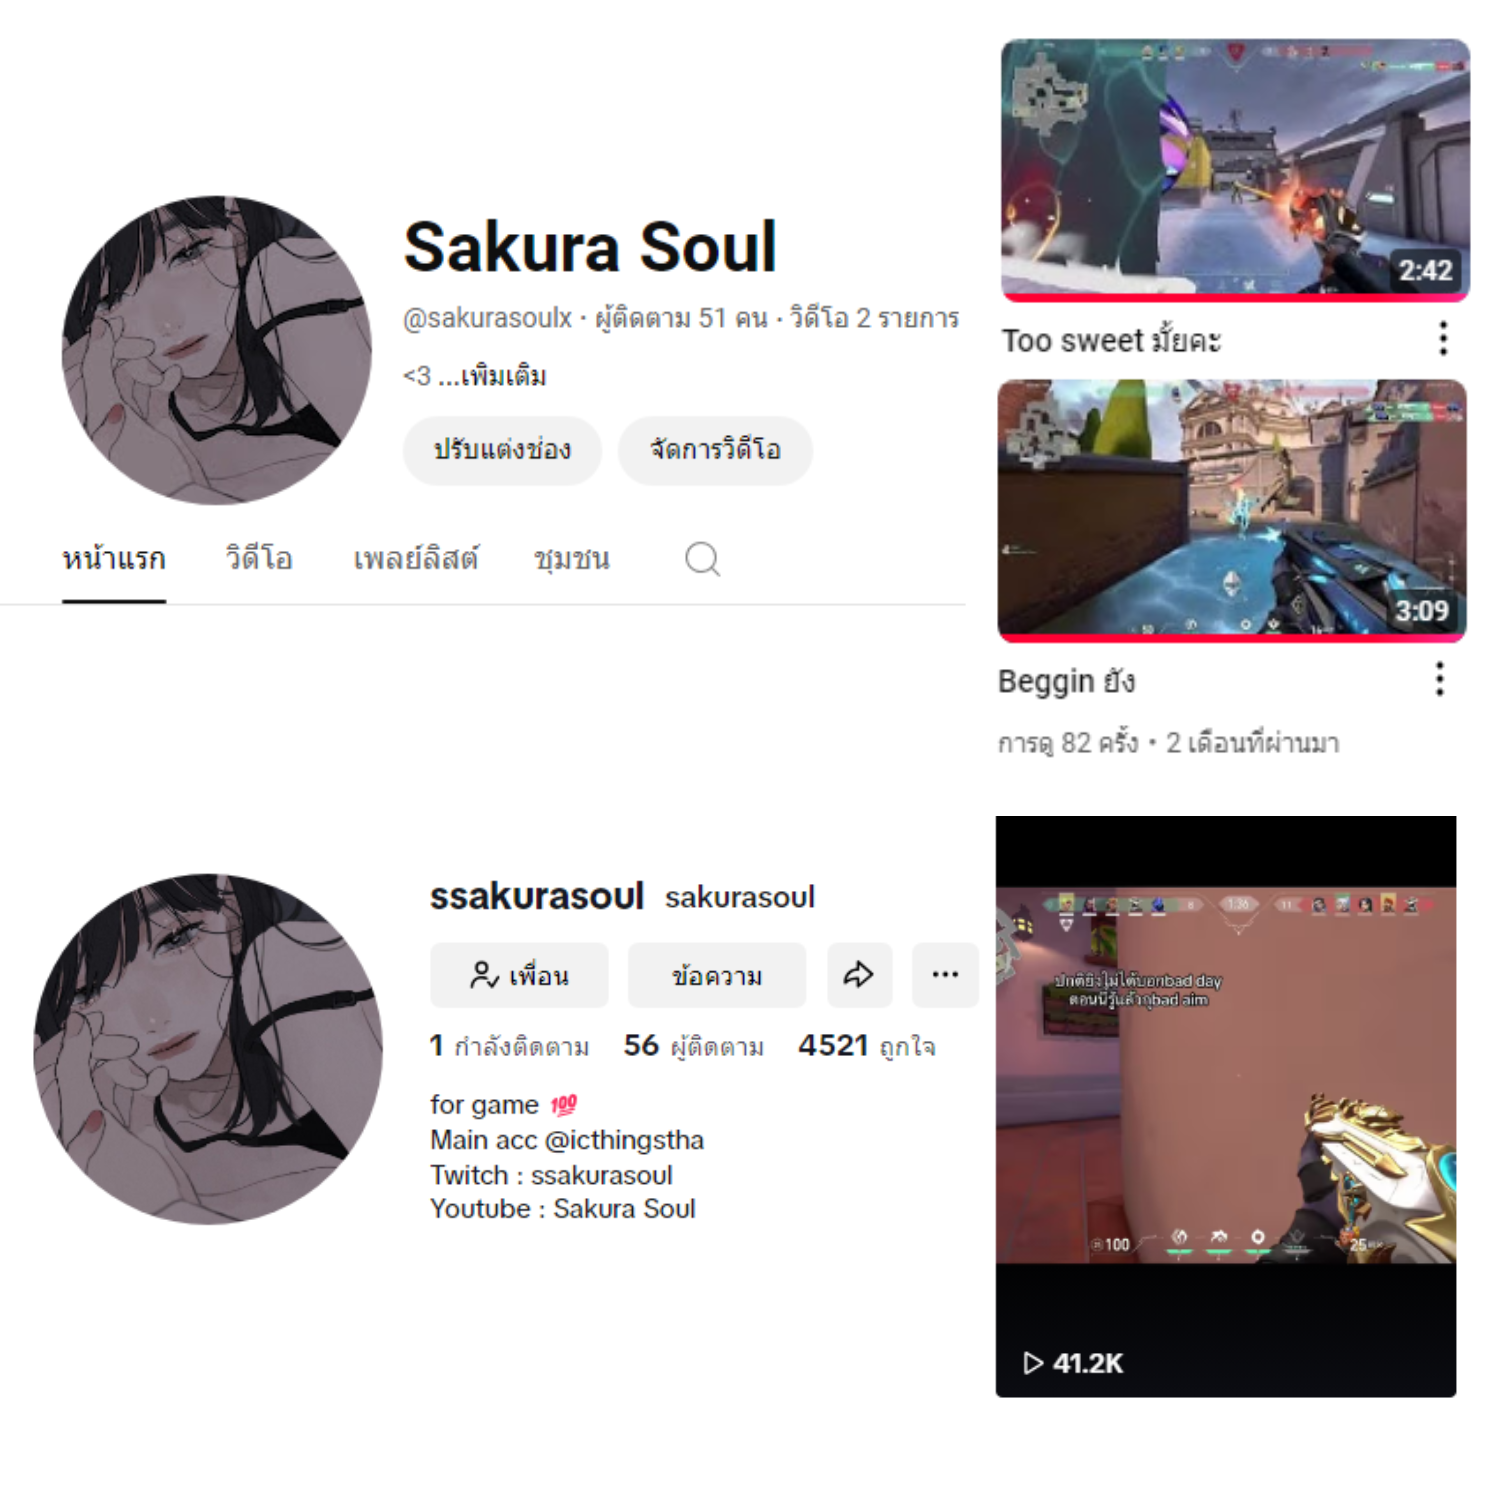 Sakura Soul
@sakurasoulx · ผู้ติดตาม 51 คน · วิดีโอ 2 รายการ
<3 ...เพิ่มเติม
ปรับแต่งช่อง
จัดการวิดีโอ
หน้าแรก
วิดีโอ
เพลย์ลิสต์
ชุมชน
2:42
Too sweet มั้ยคะ
3:09
Beggin ยัง
การดู 82 ครั้ง • 2 เดือนที่ผ่านมา
ssakurasoul sakurasoul
เพื่อน
ข้อความ
1 กำลังติดตาม 56 ผู้ติดตาม 4521 ถูกใจ
for game 💯
Main acc @icthingstha
Twitch : ssakurasoul
Youtube : Sakura Soul
8 1:36 11
ปกติยิงไม่ได้บอกbad day
ตอนนี้รู้แล้วกูbad aim
100
25
41.2K